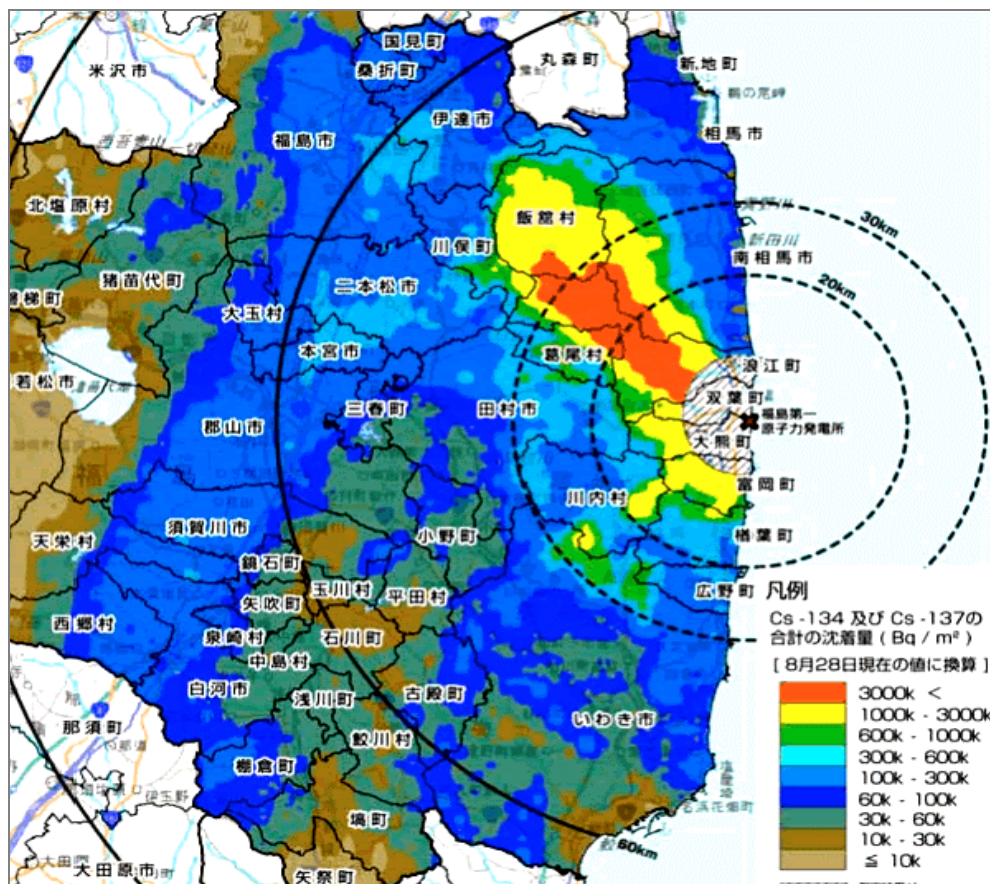 国見町
丸森町
桑折町
新地町
米沢市
鵜の尾岬
伊達市
相馬市
福島市
北塩原村
飯舘村
30km
川俣町
新田川
南相馬市
猪苗代町
二本松市
20km
大玉村
本宮市
葛尾村
浪江町
若松市
双葉町
三春町
田村市
福島第一
原子力発電所
郡山市
大熊町
富岡町
川内村
須賀川市
小野町
楢葉町
天栄村
鏡石町
玉川村
平田村
広野町
矢吹町
西郷村
泉崎村
石川町
中島村
白河市
浅川町
古殿町
いわき市
那須町
鮫川村
棚倉町
塙町
60km
大田原市
矢祭町
凡例
Cs -134 及び Cs -137の
合計の沈着量 ( Bq / m² )
[ 8月28日現在の値に換算 ]
3000k <
1000k - 3000k
600k - 1000k
300k - 600k
100k - 300k
60k - 100k
30k - 60k
10k - 30k
≦ 10k